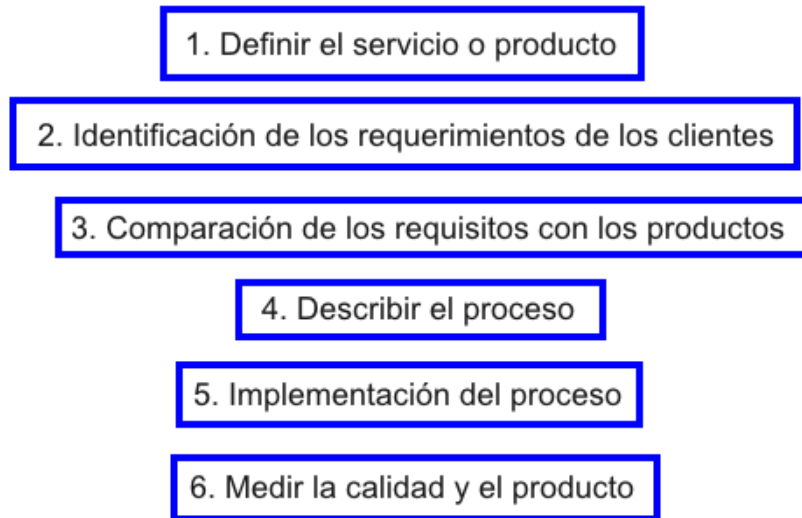 1. Definir el servicio o producto
2. Identificación de los requerimientos de los clientes
3. Comparación de los requisitos con los productos
4. Describir el proceso
5. Implementación del proceso
6. Medir la calidad y el producto